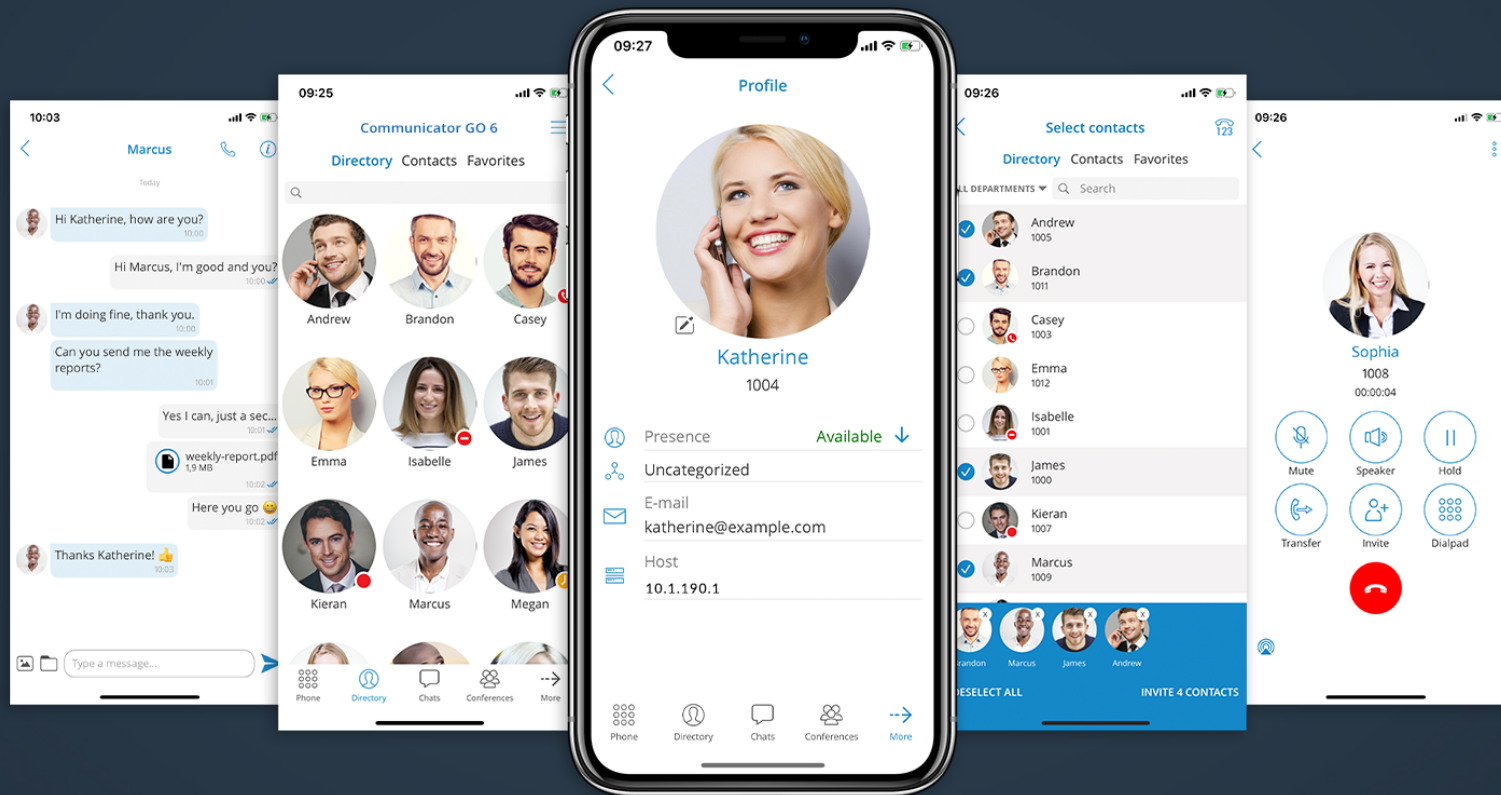 10:03
Marcus
Today
Hi Katherine, how are you?
10:00
Hi Marcus, I'm good and you?
10:00
I'm doing fine, thank you.
10:00
Can you send me the weekly
reports?
10:01
Yes I can, just a sec...
10:01
weekly-report.pdf
1,9 MB
10:02
Here you go 😀
10:02
Thanks Katherine! 👍
10:03
Type a message...
09:25
Communicator GO 6
Directory Contacts Favorites
Andrew Brandon Casey
Emma Isabelle James
Kieran Marcus Megan
Phone Directory Chats Conferences More
09:27
Profile
Katherine
1004
Presence Available
Uncategorized
E-mail
katherine@example.com
Host
10.1.190.1
Phone Directory Chats Conferences More
09:26
Select contacts
123
Directory Contacts Favorites
LL DEPARTMENTS Search
Andrew
1005
Brandon
1011
Casey
1003
Emma
1012
Isabelle
1001
James
1000
Kieran
1007
Marcus
1009
x x x x
randon Marcus James Andrew
DESELECT ALL INVITE 4 CONTACTS
09:26
Sophia
1008
00:00:04
Mute Speaker Hold
Transfer Invite Dialpad